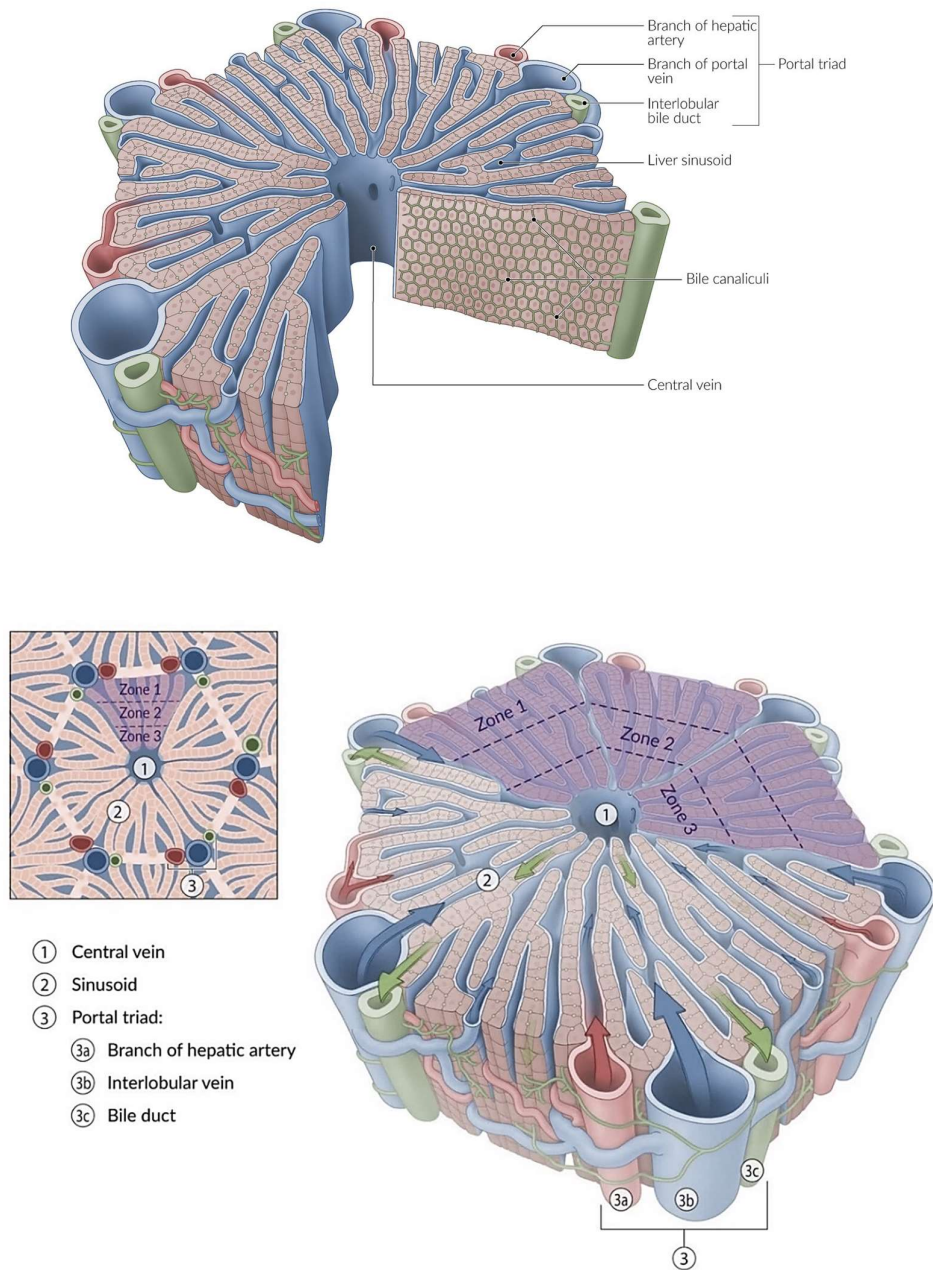 Branch of hepatic
artery
Branch of portal
vein
Portal triad
Interlobular
bile duct
Liver sinusoid
Bile canaliculi
Central vein
Zone 1
Zone 2
Zone 3
1
2
3
1 Central vein
2 Sinusoid
3 Portal triad:
3a Branch of hepatic artery
3b Interlobular vein
3c Bile duct
Zone 1
Zone 2
Zone 3
1
2
3c
3a
3b
3